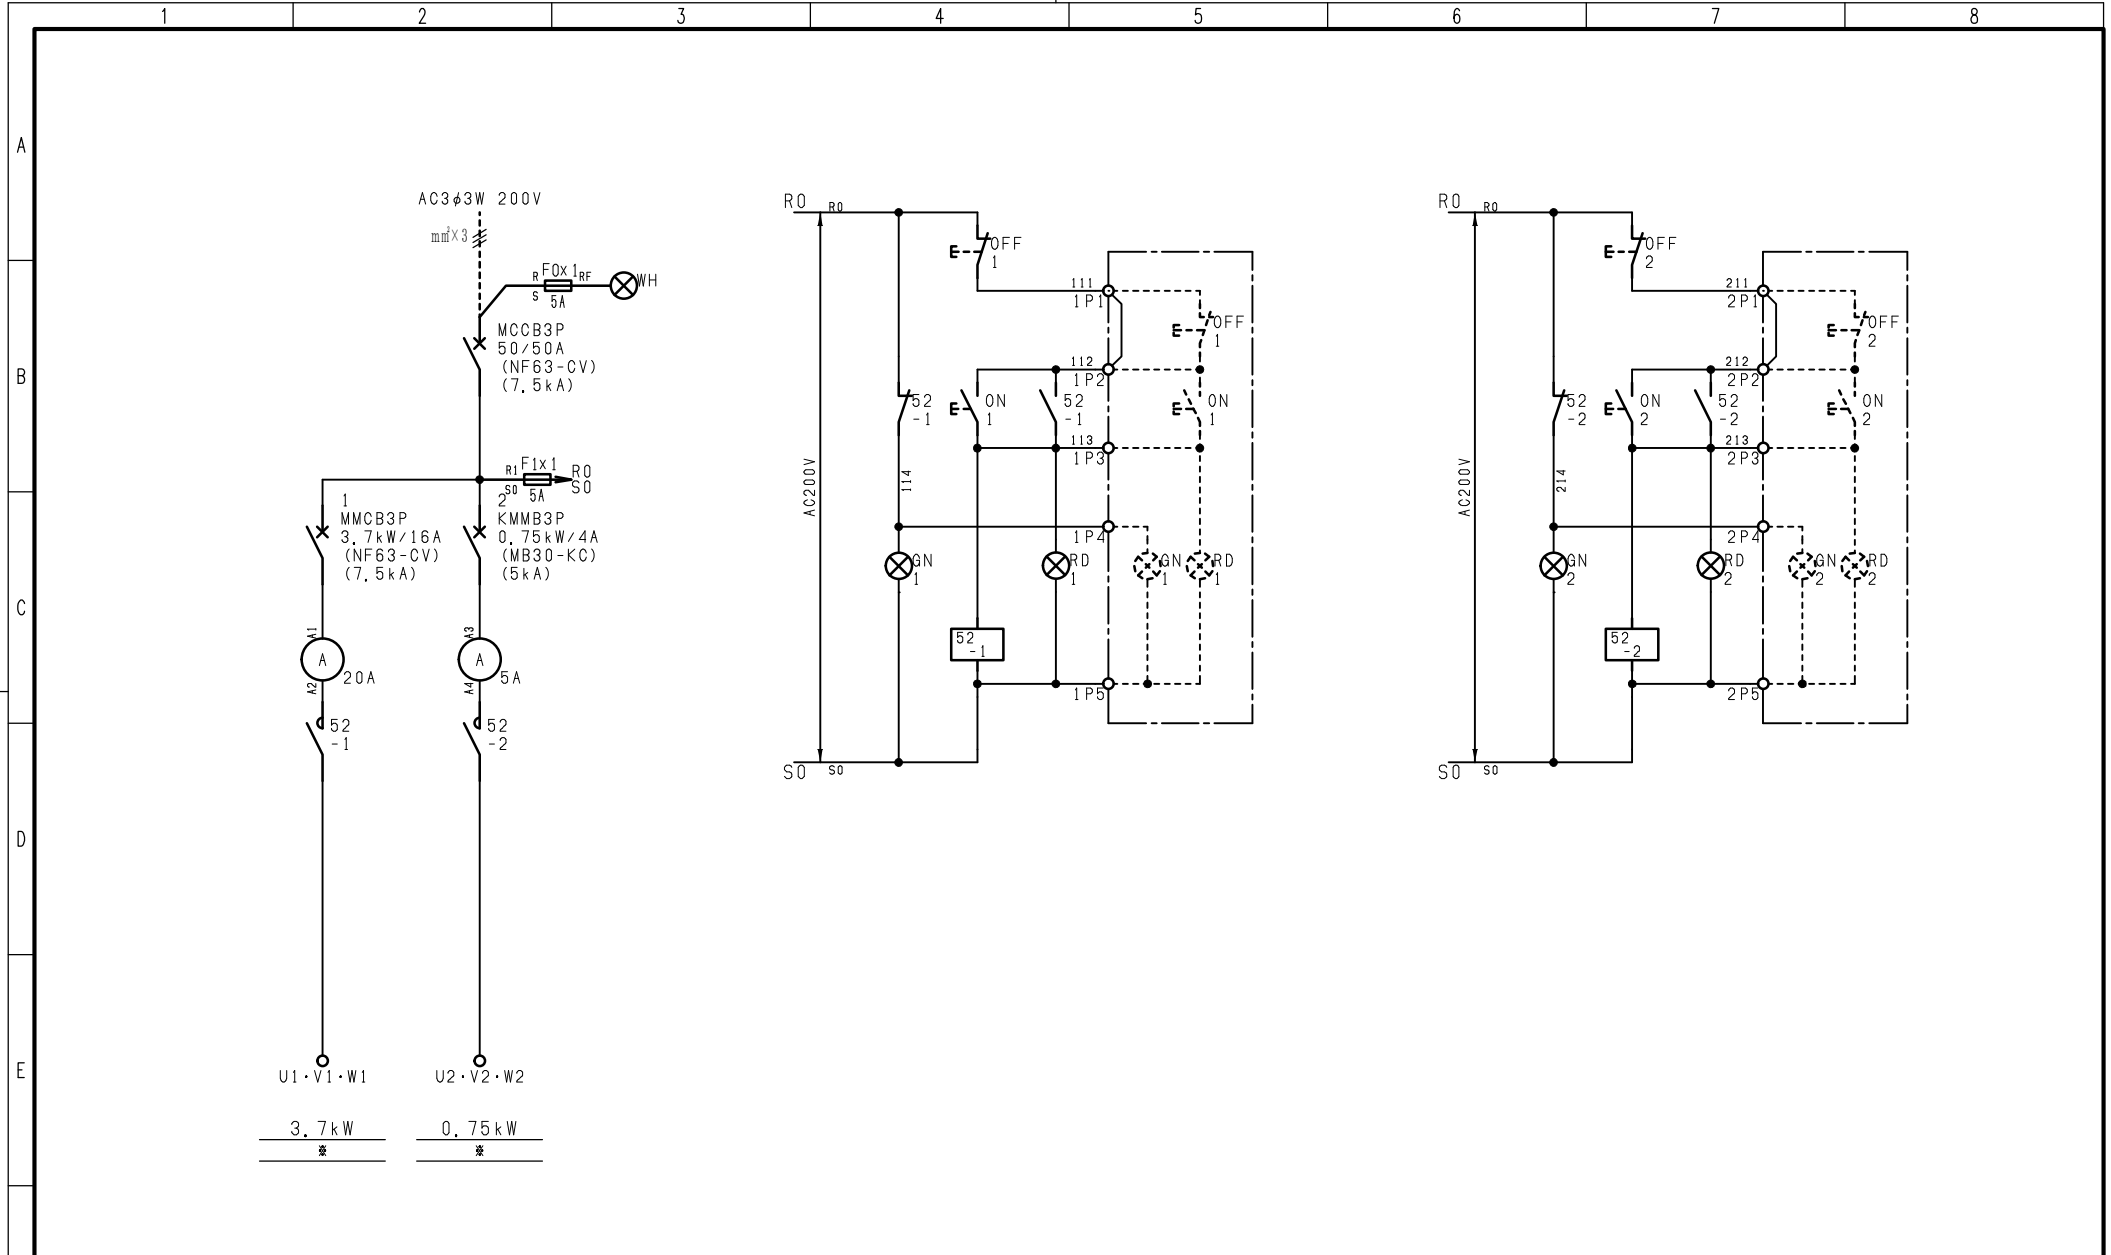 1 2 3 4 5 6 7 8
A
B
C
D
E
AC3φ3W 200V
mm²×3
R F0×1 RF
S 5A
WH
MCCB3P
50/50A
(NF63-CV)
(7.5kA)
R1 F1×1 R0
S0 5A S0
1
MMCB3P
3.7kW/16A
(NF63-CV)
(7.5kA)
2
KMMB3P
0.75kW/4A
(MB30-KC)
(5kA)
A1
A
A2
20A
A3
A
A4
5A
52
-1
52
-2
U1・V1・W1
U2・V2・W2
3.7kW
※
0.75kW
※
R0 R0
OFF
1
111
1P1
OFF
1
112
1P2
52
-1
ON
1
52
-1
ON
1
113
1P3
AC200V
114
1P4
GN
1
RD
1
GN
1
RD
1
52
-1
1P5
S0 S0
R0 R0
OFF
2
211
2P1
OFF
2
212
2P2
52
-2
ON
2
52
-2
ON
2
213
2P3
AC200V
214
2P4
GN
2
RD
2
GN
2
RD
2
52
-2
2P5
S0 S0